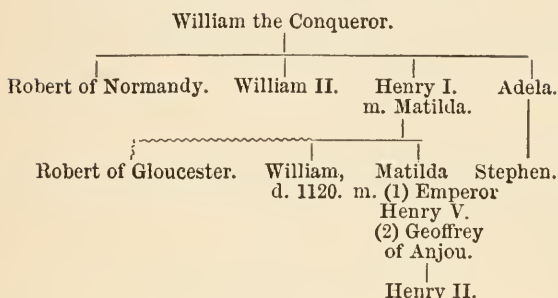 William the Conqueror.
Robert of Normandy. William II. Henry I. Adela.
m. Matilda.
Robert of Gloucester. William, Matilda Stephen.
d. 1120. m. (1) Emperor
Henry V.
(2) Geoffrey
of Anjou.
Henry II.